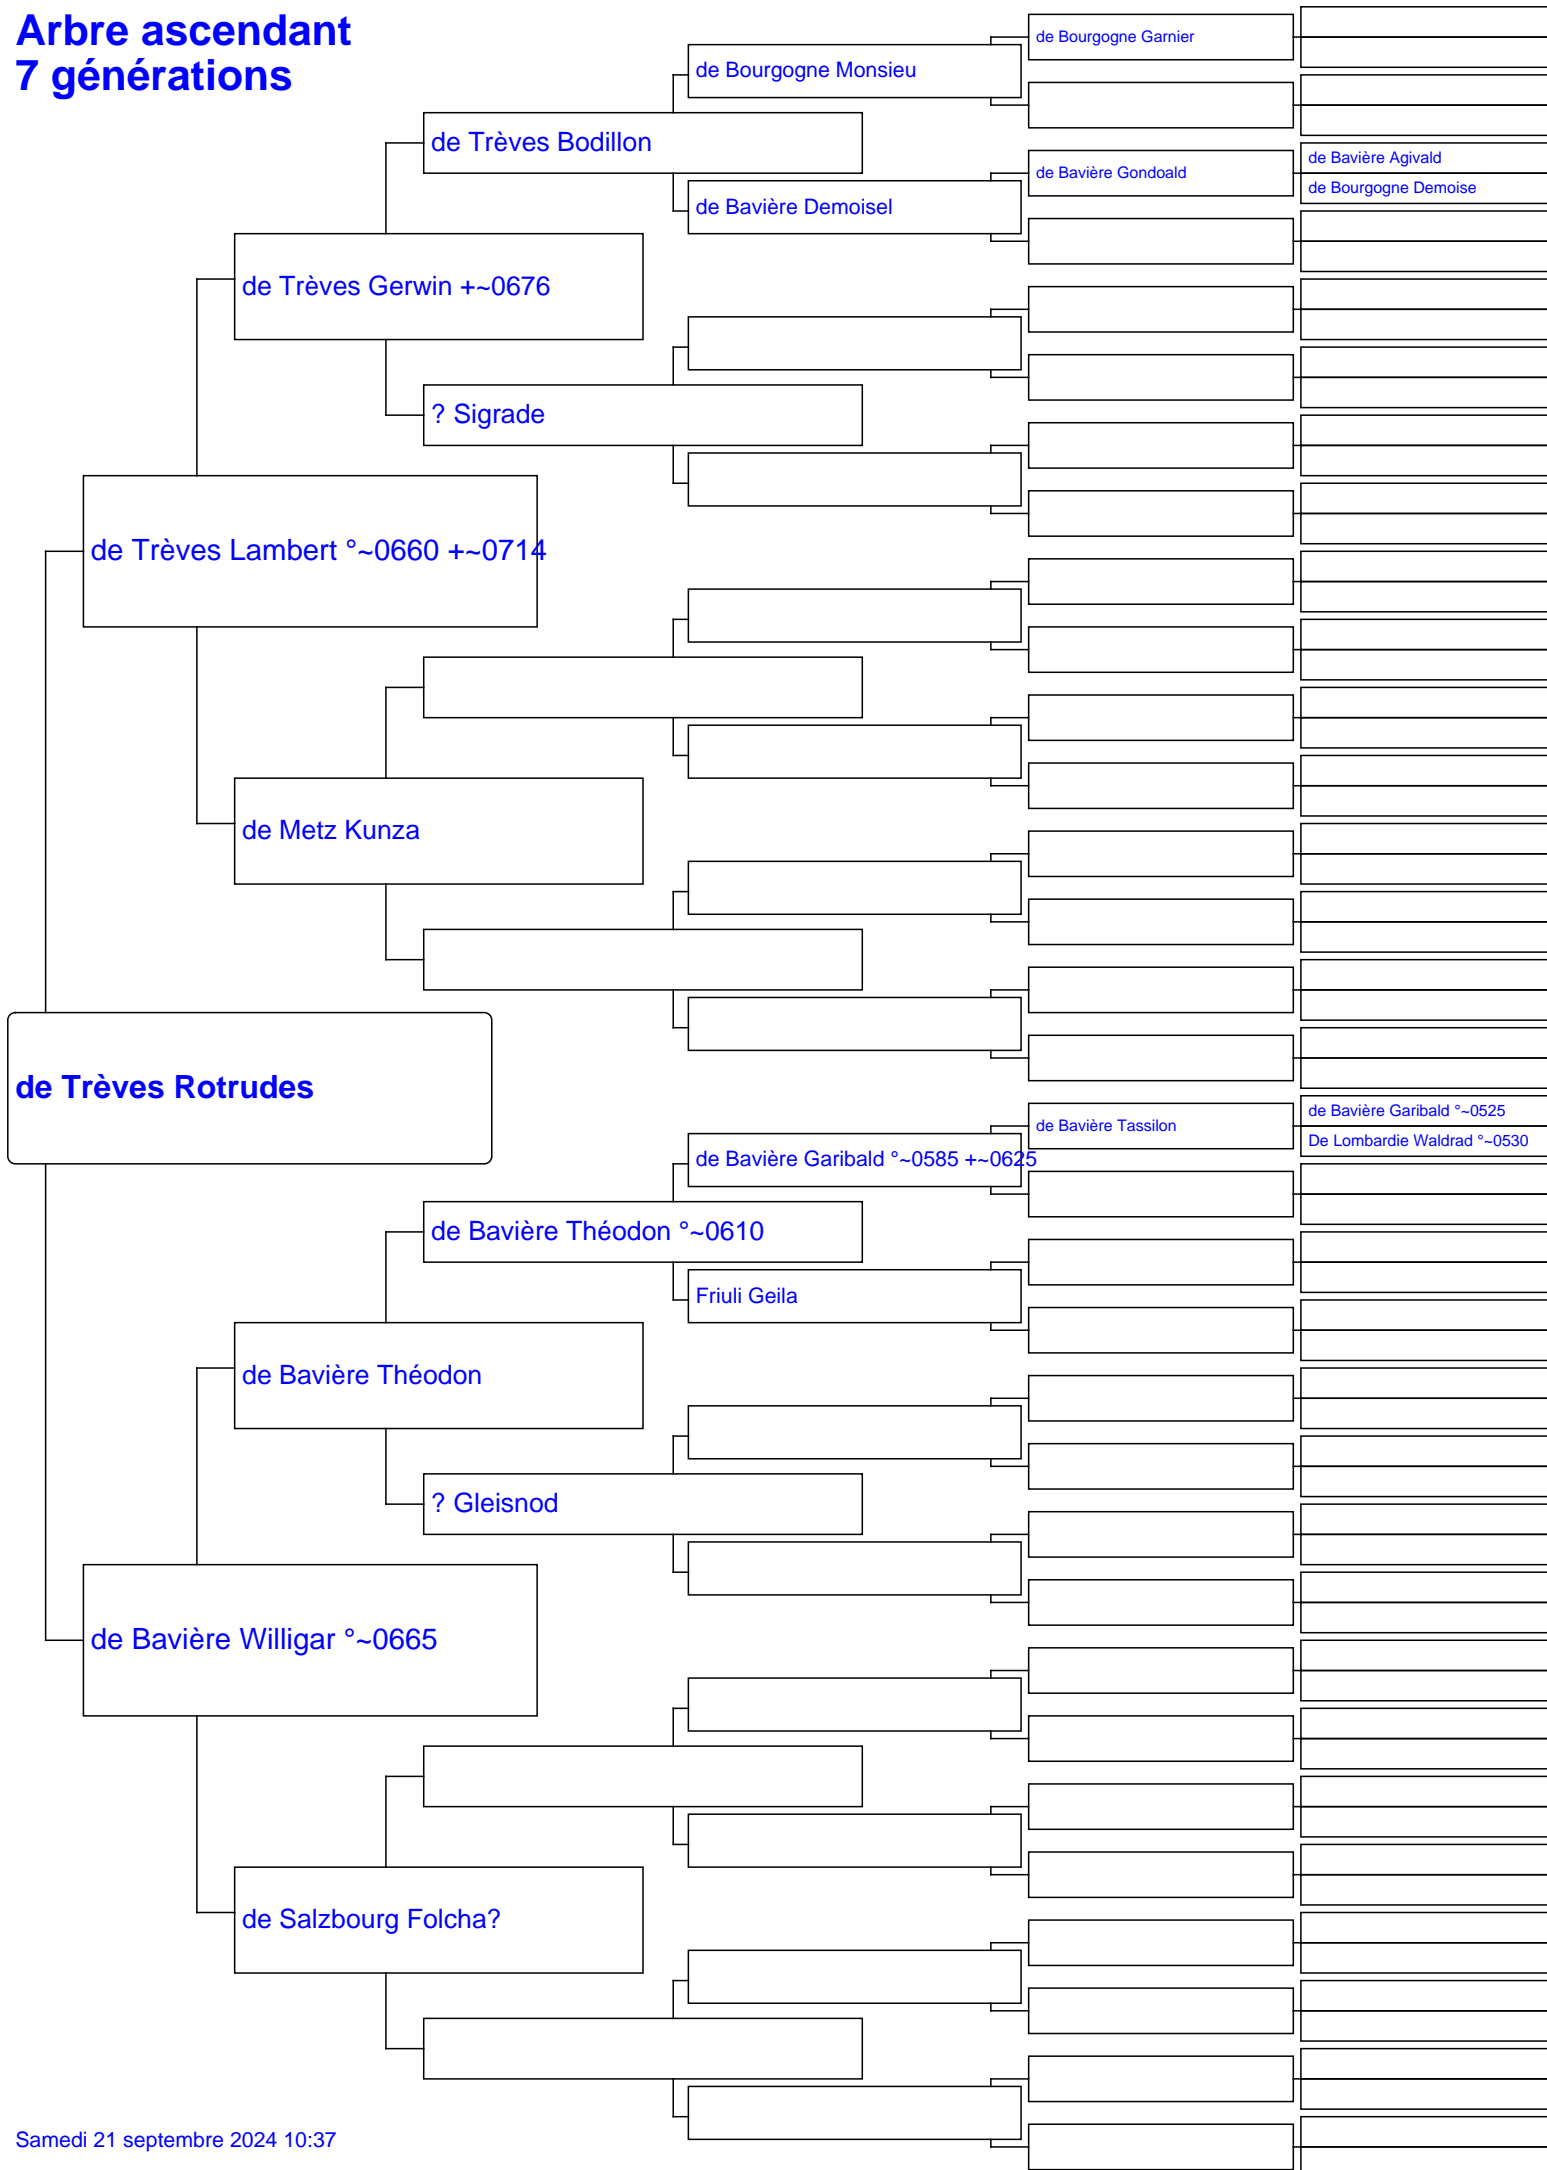 Arbre ascendant
7 générations
de Bourgogne Garnier
de Bourgogne Monsieu
de Trèves Bodillon
de Bavière Agivald
de Bavière Gondoald
de Bourgogne Demoise
de Bavière Demoisel
de Trèves Gerwin +~0676
? Sigrade
de Trèves Lambert °~0660 +~0714
de Metz Kunza
de Trèves Rotrudes
de Bavière Garibald °~0525
de Bavière Tassilon
De Lombardie Waldrad °~0530
de Bavière Garibald °~0585 +~0625
de Bavière Théodon °~0610
Friuli Geila
de Bavière Théodon
? Gleisnod
de Bavière Willigar °~0665
de Salzbourg Folcha?
Samedi 21 septembre 2024 10:37